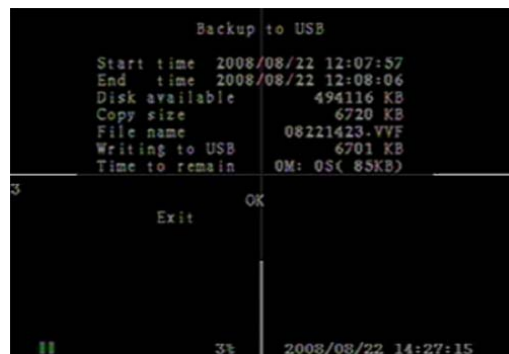 Backup to USB
Start time 2008/08/22 12:07:57
End time 2008/08/22 12:08:06
Disk available 494116 KB
Copy size 6720 KB
File name 08221423.VVF
Writing to USB 6701 KB
Time to remain 0M: 0S( 85KB)
3
OK
Exit
3% 2008/08/22 14:27:15